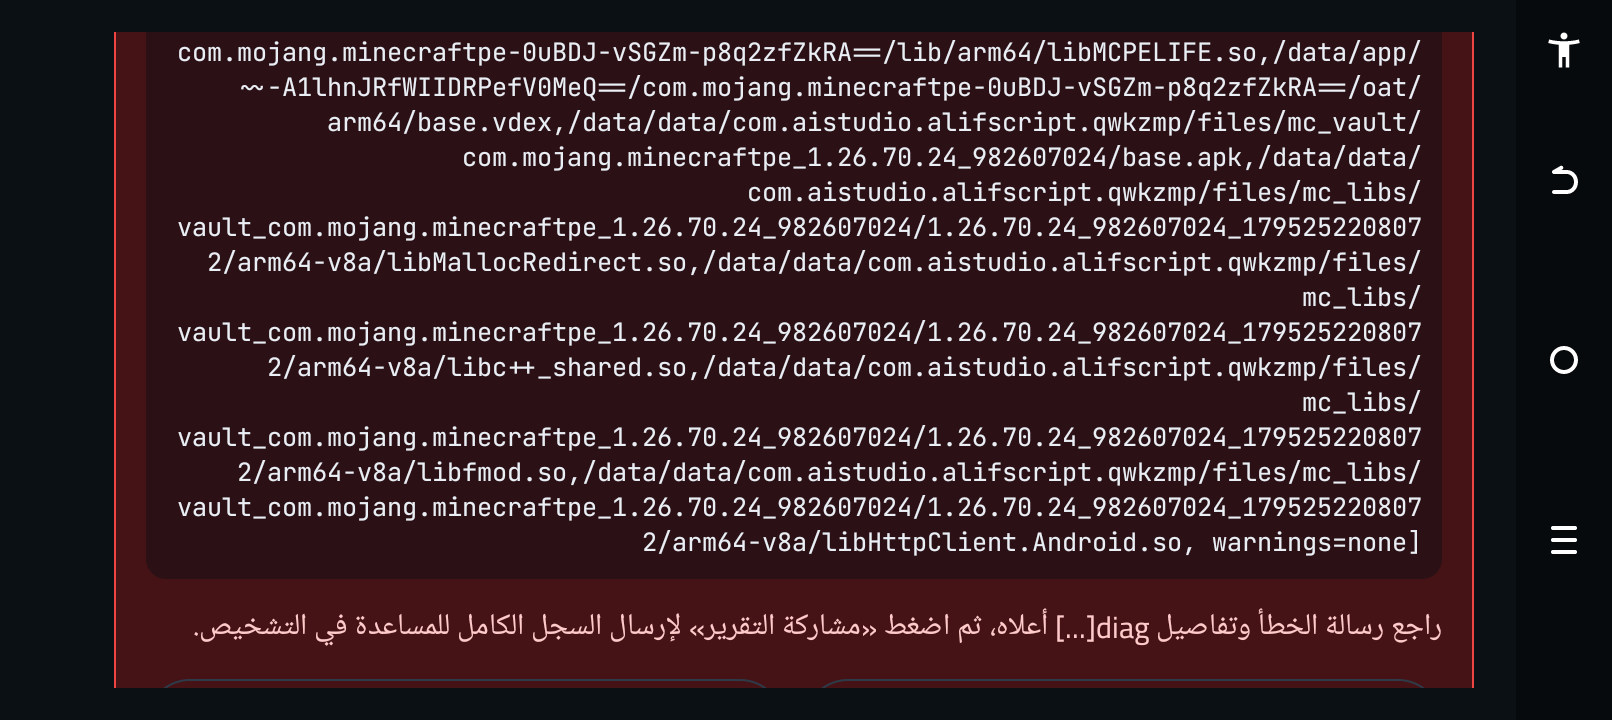 com.mojang.minecraftpe-0uBDJ-vSGZm-p8q2zfZkRA==/lib/arm64/libMCPELIFE.so,/data/app/
~~-A1lhnJRfWIIDRPefV0MeQ==/com.mojang.minecraftpe-0uBDJ-vSGZm-p8q2zfZkRA==/oat/
arm64/base.vdex,/data/data/com.aistudio.alifscript.qwkzmp/files/mc_vault/
com.mojang.minecraftpe_1.26.70.24_982607024/base.apk,/data/data/
com.aistudio.alifscript.qwkzmp/files/mc_libs/
vault_com.mojang.minecraftpe_1.26.70.24_982607024/1.26.70.24_982607024_179525220807
2/arm64-v8a/libMallocRedirect.so,/data/data/com.aistudio.alifscript.qwkzmp/files/
mc_libs/
vault_com.mojang.minecraftpe_1.26.70.24_982607024/1.26.70.24_982607024_179525220807
2/arm64-v8a/libc++_shared.so,/data/data/com.aistudio.alifscript.qwkzmp/files/
mc_libs/
vault_com.mojang.minecraftpe_1.26.70.24_982607024/1.26.70.24_982607024_179525220807
2/arm64-v8a/libfmod.so,/data/data/com.aistudio.alifscript.qwkzmp/files/mc_libs/
vault_com.mojang.minecraftpe_1.26.70.24_982607024/1.26.70.24_982607024_179525220807
2/arm64-v8a/libHttpClient.Android.so, warnings=none]
راجع رسالة الخطأ وتفاصيل diag[...] أعلاه، ثم اضغط «مشاركة التقرير» لإرسال السجل الكامل للمساعدة في التشخيص.